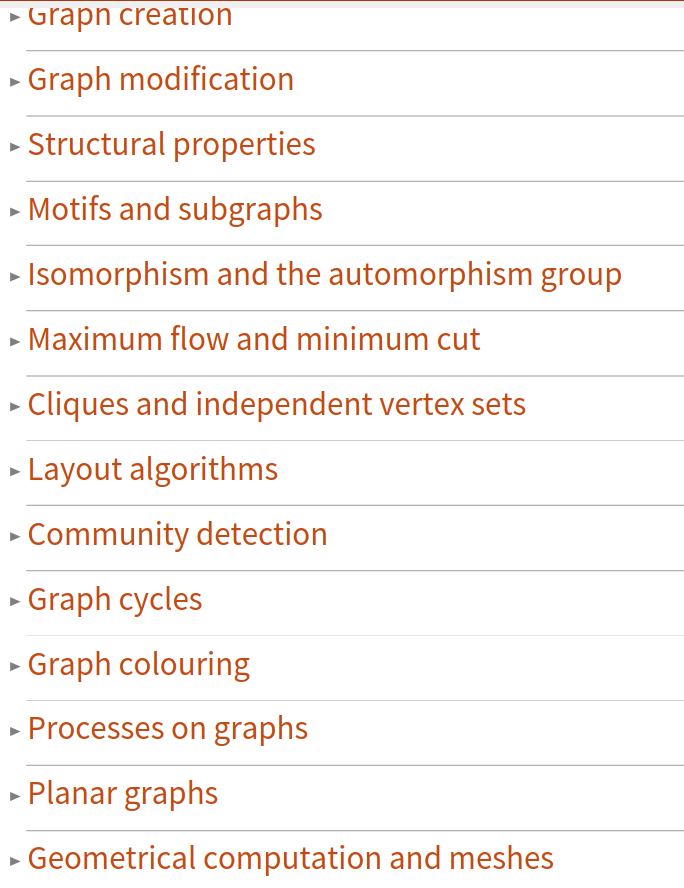 Graph creation
Graph modification
Structural properties
Motifs and subgraphs
Isomorphism and the automorphism group
Maximum flow and minimum cut
Cliques and independent vertex sets
Layout algorithms
Community detection
Graph cycles
Graph colouring
Processes on graphs
Planar graphs
Geometrical computation and meshes